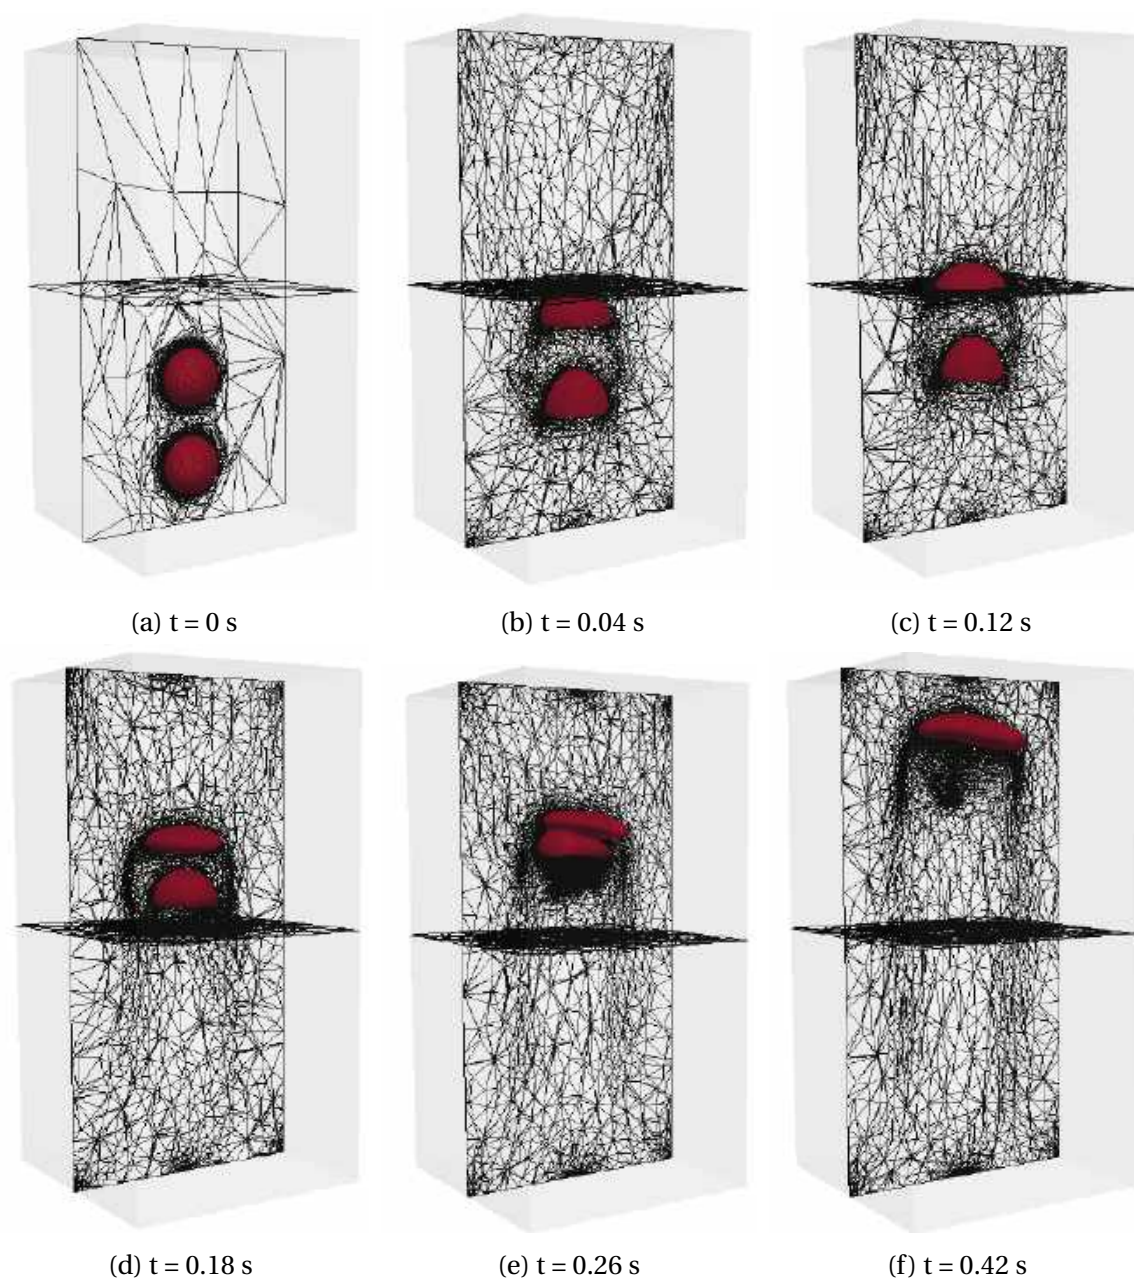 (a) t = 0 s
(b) t = 0.04 s
(c) t = 0.12 s
(d) t = 0.18 s
(e) t = 0.26 s
(f) t = 0.42 s